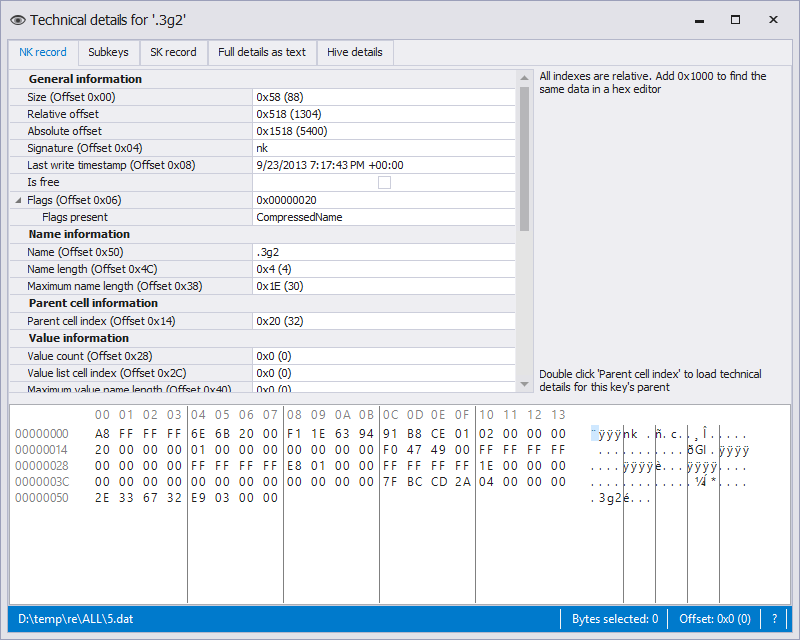 Technical details for '.3g2'
NK record Subkeys SK record Full details as text Hive details
General information
Size (Offset 0x00) 0x58 (88)
Relative offset 0x518 (1304)
Absolute offset 0x1518 (5400)
Signature (Offset 0x04) nk
Last write timestamp (Offset 0x08) 9/23/2013 7:17:43 PM +00:00
Is free
Flags (Offset 0x06) 0x00000020
Flags present CompressedName
Name information
Name (Offset 0x50) .3g2
Name length (Offset 0x4C) 0x4 (4)
Maximum name length (Offset 0x38) 0x1E (30)
Parent cell information
Parent cell index (Offset 0x14) 0x20 (32)
Value information
Value count (Offset 0x28) 0x0 (0)
Value list cell index (Offset 0x2C) 0x0 (0)
Maximum value name length (Offset 0x40) 0x0 (0)
All indexes are relative. Add 0x1000 to find the
same data in a hex editor
Double click 'Parent cell index' to load technical
details for this key's parent
00 01 02 03 04 05 06 07 08 09 0A 0B 0C 0D 0E 0F 10 11 12 13
00000000 A8 FF FF FF 6E 6B 20 00 F1 1E 63 94 91 B8 CE 01 02 00 00 00 ¨ÿÿÿnk .ñ.c..¸Î.....
00000014 20 00 00 00 01 00 00 00 00 00 00 00 F0 47 49 00 FF FF FF FF ...........ðGI.ÿÿÿÿ
00000028 00 00 00 00 FF FF FF FF E8 01 00 00 FF FF FF FF 1E 00 00 00 ....ÿÿÿÿè...ÿÿÿÿ....
0000003C 00 00 00 00 00 00 00 00 00 00 00 00 7F BC CD 2A 04 00 00 00 .............¼Í*....
00000050 2E 33 67 32 E9 03 00 00 .3g2é...
D:\temp\re\ALL\5.dat Bytes selected: 0 Offset: 0x0 (0) ?